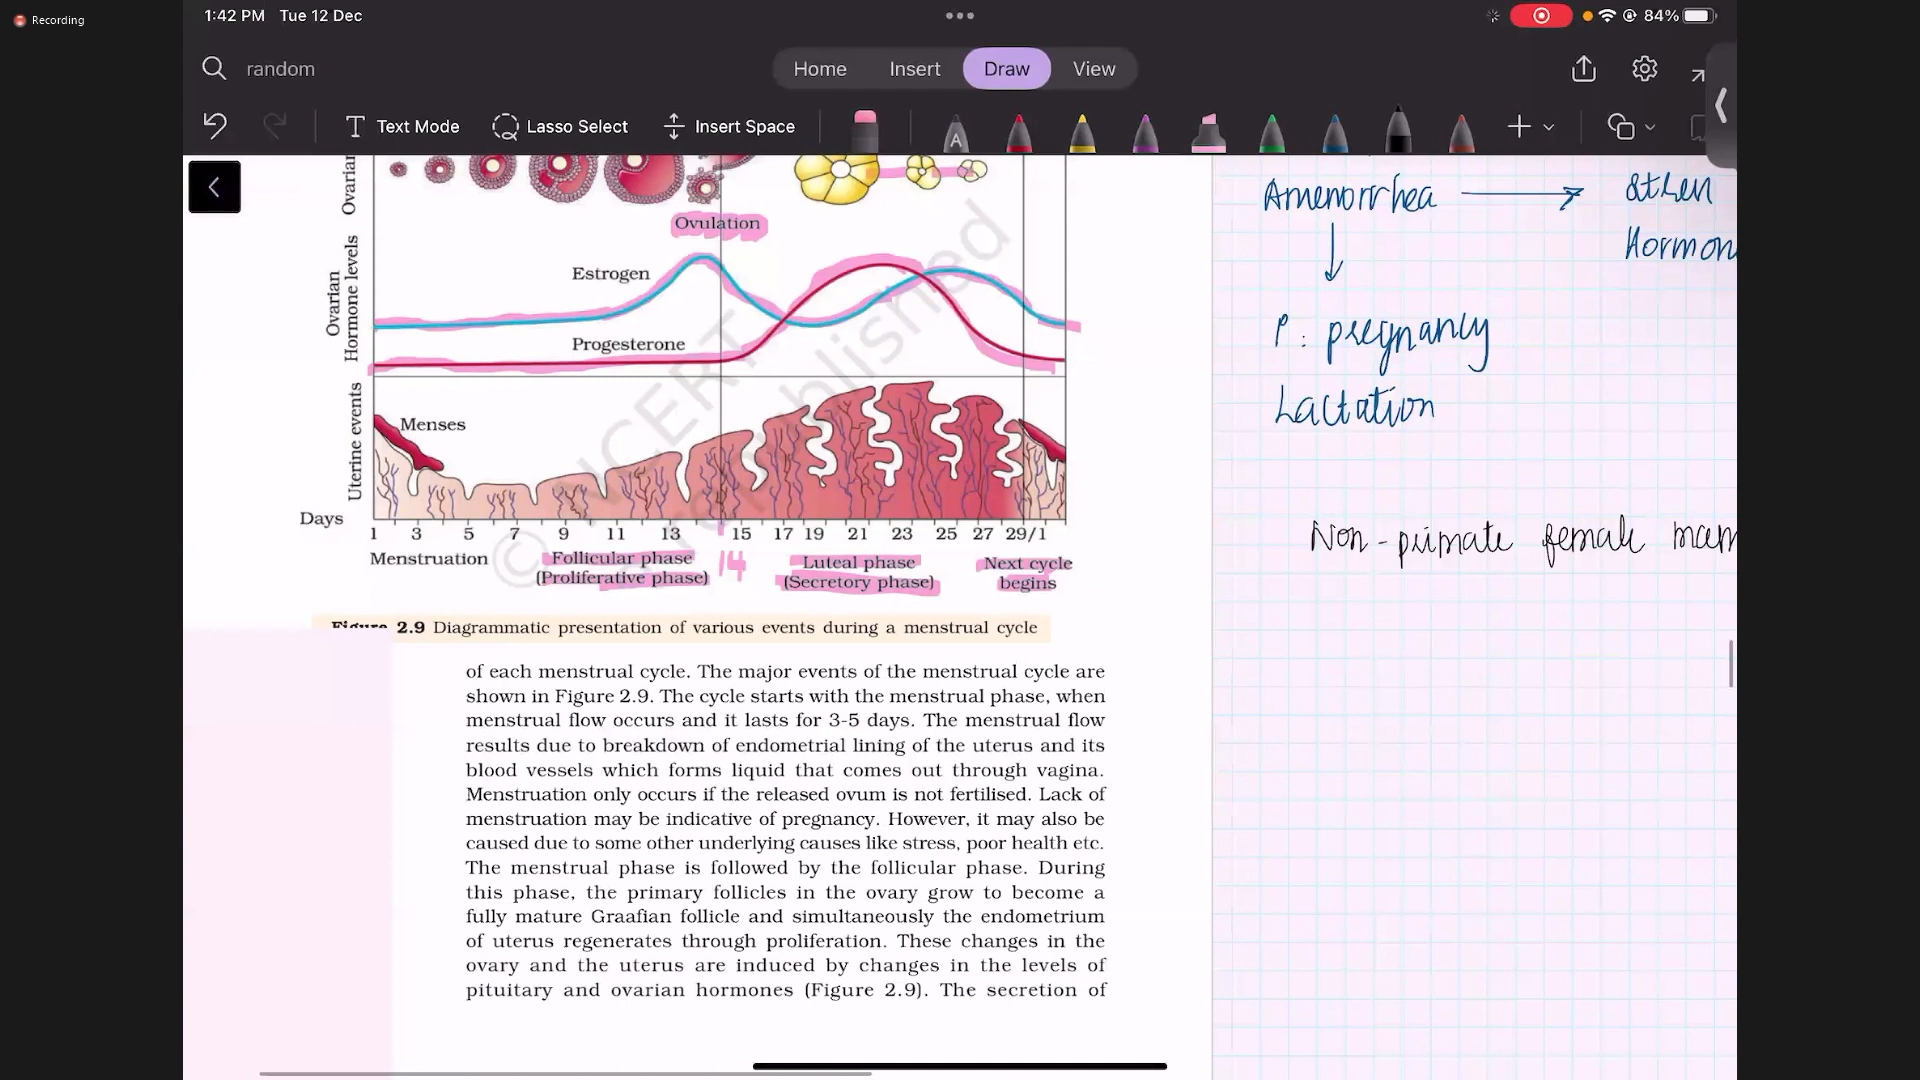 Recording
1:42 PM Tue 12 Dec
84%
random
Home Insert Draw View
Text Mode Lasso Select Insert Space
A
Ovarian
Ovulation
Ovarian
Hormone levels
Estrogen
Progesterone
Uterine events
Menses
Days
1 3 5 7 9 11 13 15 17 19 21 23 25 27 29/1
Menstruation
Follicular phase
(Proliferative phase)
14
Luteal phase
(Secretory phase)
Next cycle
begins
© NCERT
republished
Figure 2.9 Diagrammatic presentation of various events during a menstrual cycle
of each menstrual cycle. The major events of the menstrual cycle are
shown in Figure 2.9. The cycle starts with the menstrual phase, when
menstrual flow occurs and it lasts for 3-5 days. The menstrual flow
results due to breakdown of endometrial lining of the uterus and its
blood vessels which forms liquid that comes out through vagina.
Menstruation only occurs if the released ovum is not fertilised. Lack of
menstruation may be indicative of pregnancy. However, it may also be
caused due to some other underlying causes like stress, poor health etc.
The menstrual phase is followed by the follicular phase. During
this phase, the primary follicles in the ovary grow to become a
fully mature Graafian follicle and simultaneously the endometrium
of uterus regenerates through proliferation. These changes in the
ovary and the uterus are induced by changes in the levels of
pituitary and ovarian hormones (Figure 2.9). The secretion of
Amenorrhea
Hormon
P: pregnancy
Lactation
Non-primate female mam